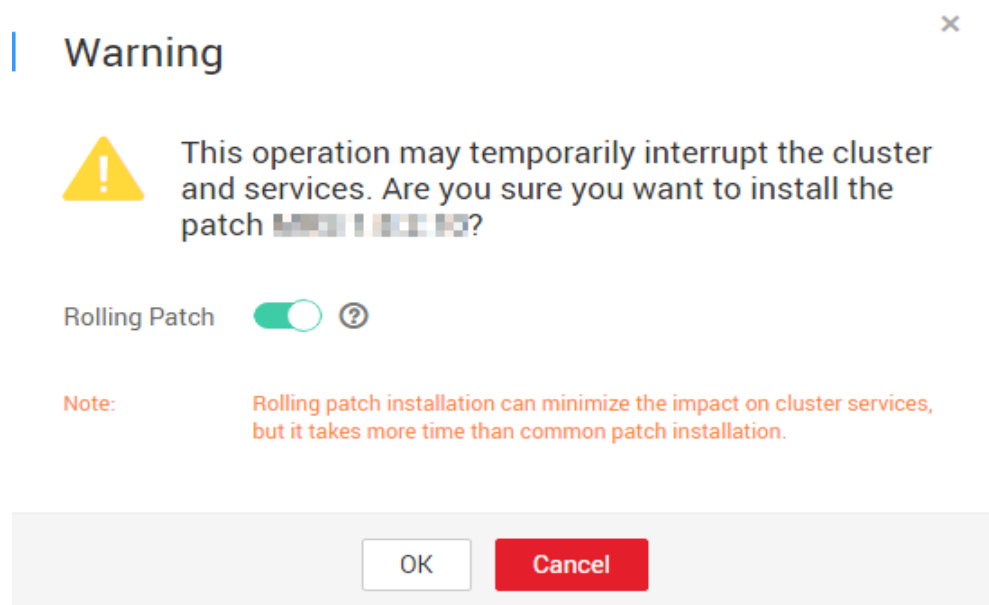 Warning
This operation may temporarily interrupt the cluster
and services. Are you sure you want to install the
patch ?
Rolling Patch
Note:
Rolling patch installation can minimize the impact on cluster services,
but it takes more time than common patch installation.
OK
Cancel